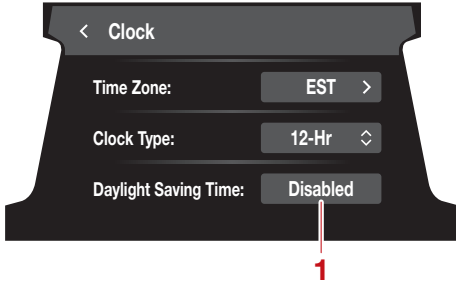 Clock
Time Zone: EST
Clock Type: 12-Hr
Daylight Saving Time: Disabled
1